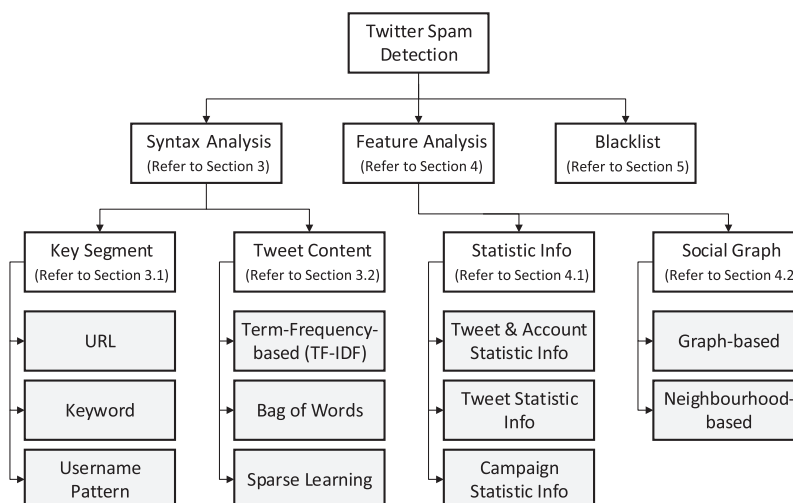 Twitter Spam
Detection
Syntax Analysis
(Refer to Section 3)
Feature Analysis
(Refer to Section 4)
Blacklist
(Refer to Section 5)
Key Segment
(Refer to Section 3.1)
Tweet Content
(Refer to Section 3.2)
Statistic Info
(Refer to Section 4.1)
Social Graph
(Refer to Section 4.2
URL
Term-Frequency-
based (TF-IDF)
Tweet & Account
Statistic Info
Graph-based
Keyword
Bag of Words
Tweet Statistic
Info
Neighbourhood-
based
Username
Pattern
Sparse Learning
Campaign
Statistic Info